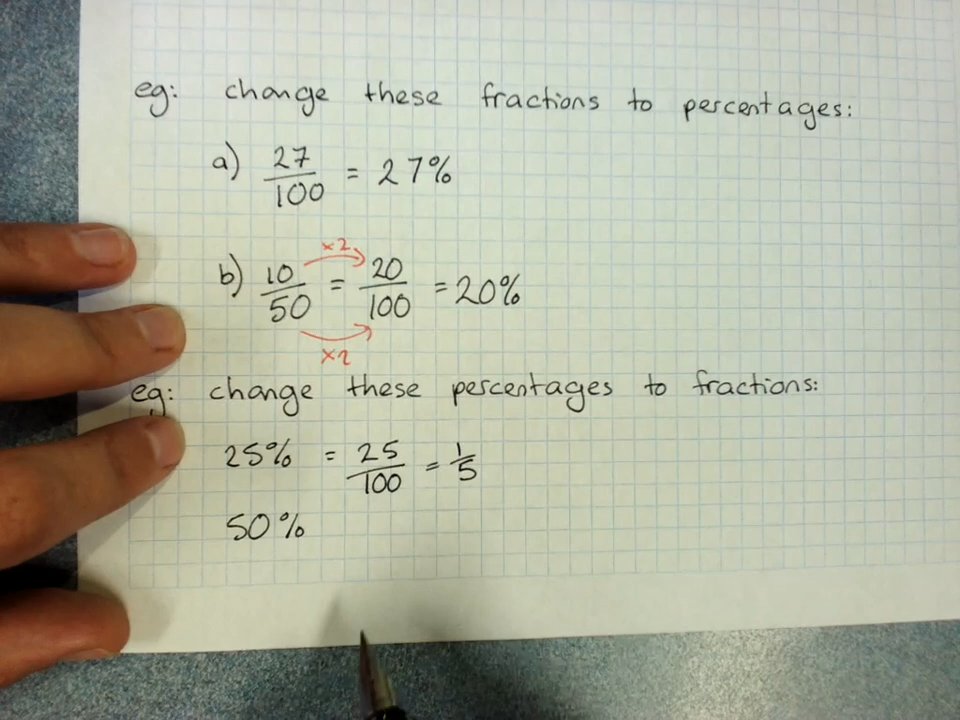 eg: change these fractions to percentages:
a) 27/100 = 27%
×2
b) 10/50 = 20/100 = 20%
×2
eg: change these percentages to fractions:
25% = 25/100 = 1/5
50%